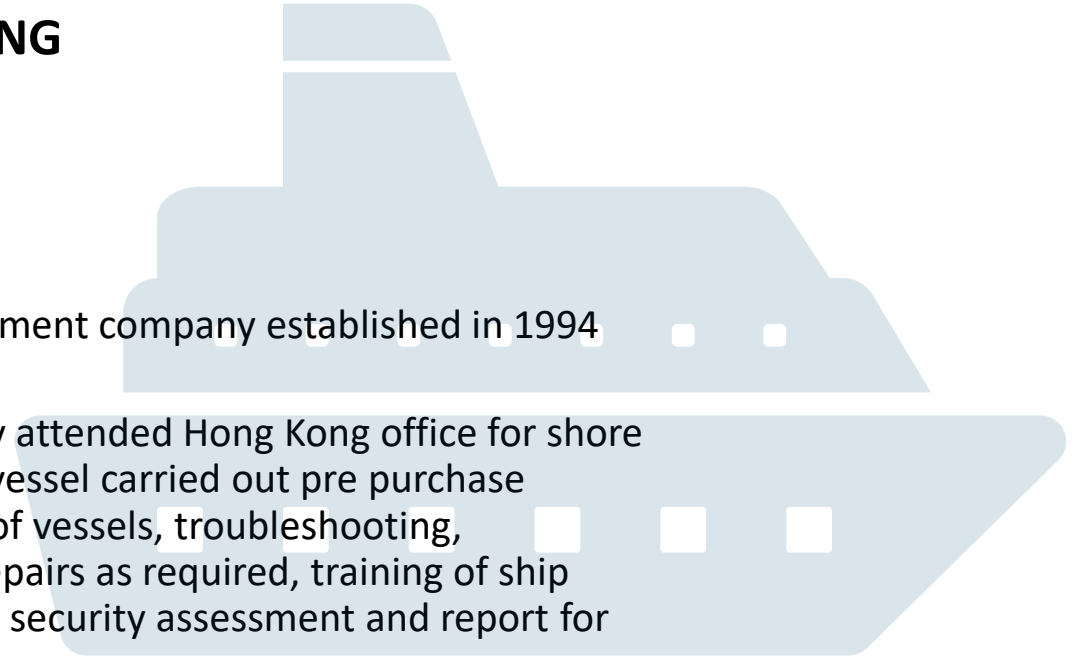 NG
ment company established in 1994
attended Hong Kong office for shore
vessel carried out pre purchase
of vessels, troubleshooting,
epairs as required, training of ship
security assessment and report for